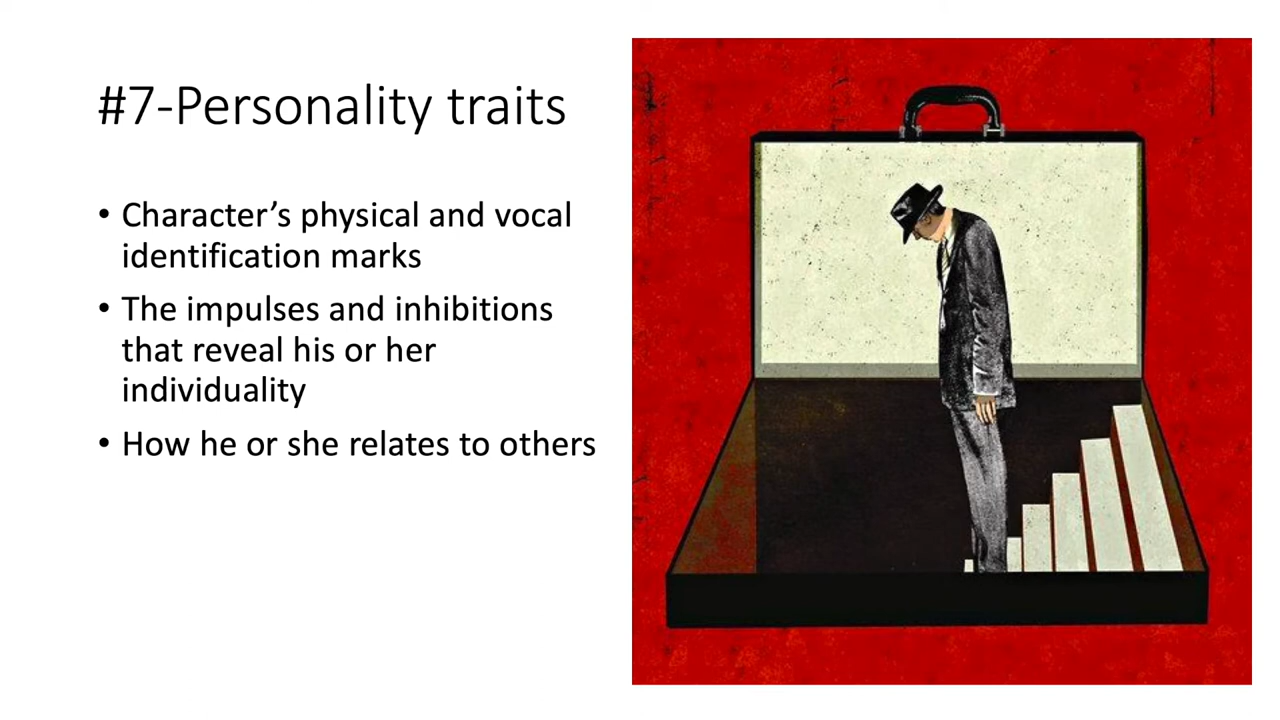 #7-Personality traits
• Character’s physical and vocal
identification marks
• The impulses and inhibitions
that reveal his or her
individuality
• How he or she relates to others